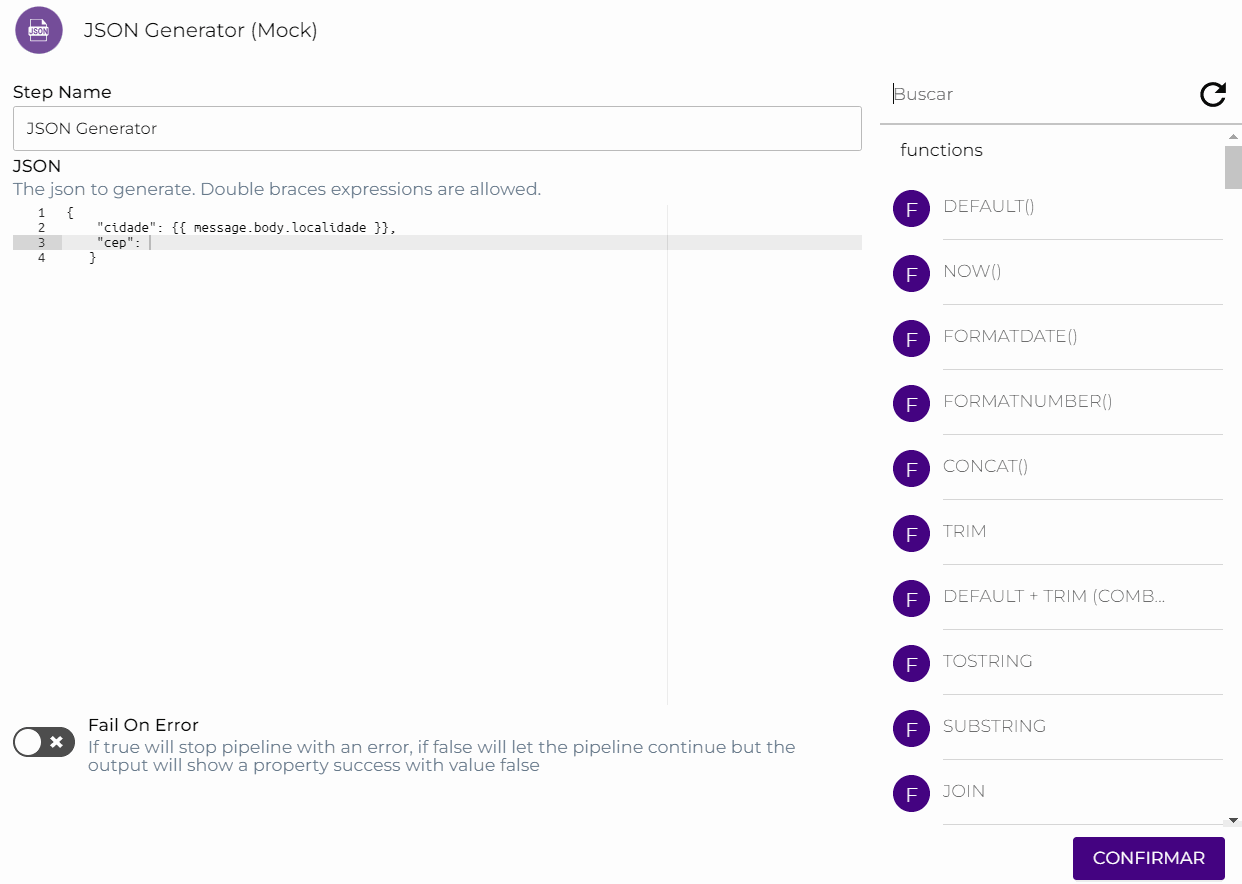 JSON
JSON Generator (Mock)
Step Name
JSON Generator
JSON
The json to generate. Double braces expressions are allowed.
1 {
2 "cidade": {{ message.body.localidade }},
3 "cep":
4 }
Fail On Error
If true will stop pipeline with an error, if false will let the pipeline continue but the
output will show a property success with value false
Buscar
functions
F DEFAULT()
F NOW()
F FORMATDATE()
F FORMATNUMBER()
F CONCAT()
F TRIM
F DEFAULT + TRIM (COMB...
F TOSTRING
F SUBSTRING
F JOIN
CONFIRMAR